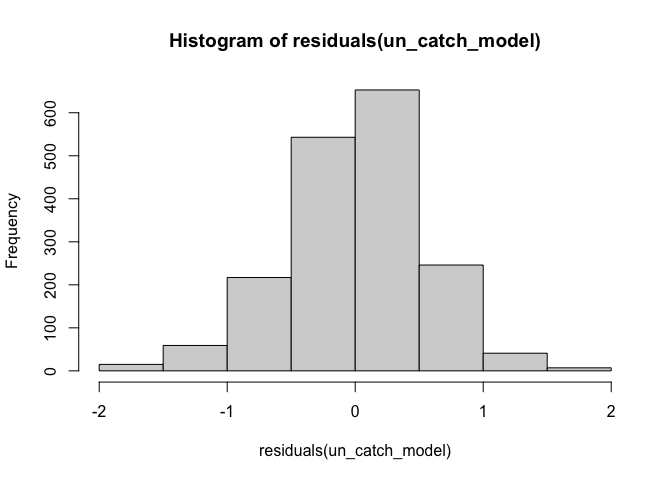 Histogram of residuals(un_catch_model)
Frequency
600
500
400
300
200
100
0
-2 -1 0 1 2
residuals(un_catch_model)